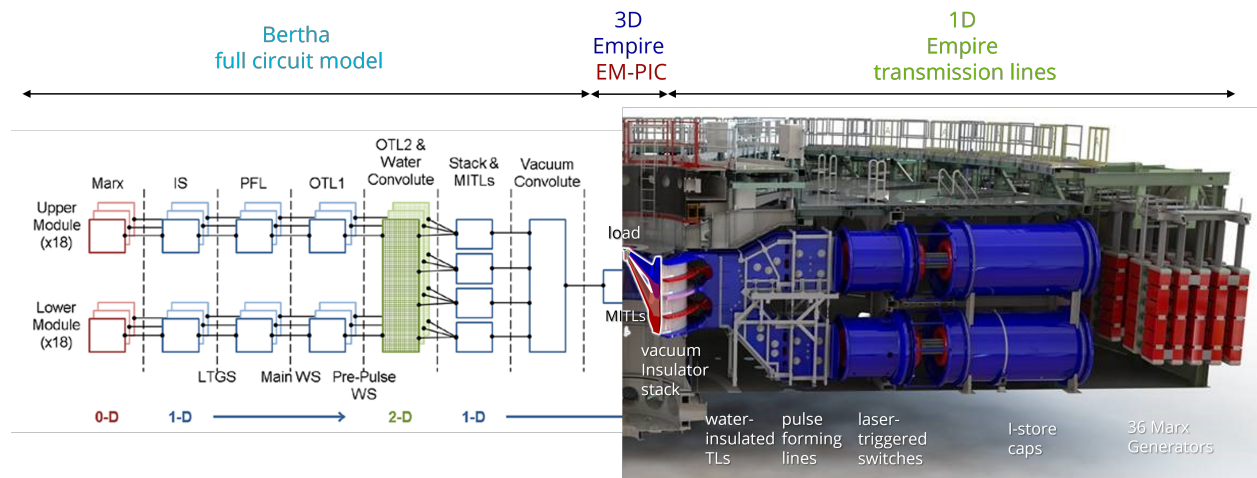 Bertha
full circuit model
3D
Empire
EM-PIC
1D
Empire
transmission lines
Marx
IS
PFL
OTL1
OTL2 &
Water
Convolute
Stack &
MITLs
Vacuum
Convolute
Upper
Module
(x18)
Lower
Module
(x18)
LTGS
Main WS
Pre-Pulse
WS
0-D
1-D
2-D
1-D
load
MITLs
vacuum
Insulator
stack
water-
insulated
TLs
pulse
forming
lines
laser-
triggered
switches
I-store
caps
36 Marx
Generators